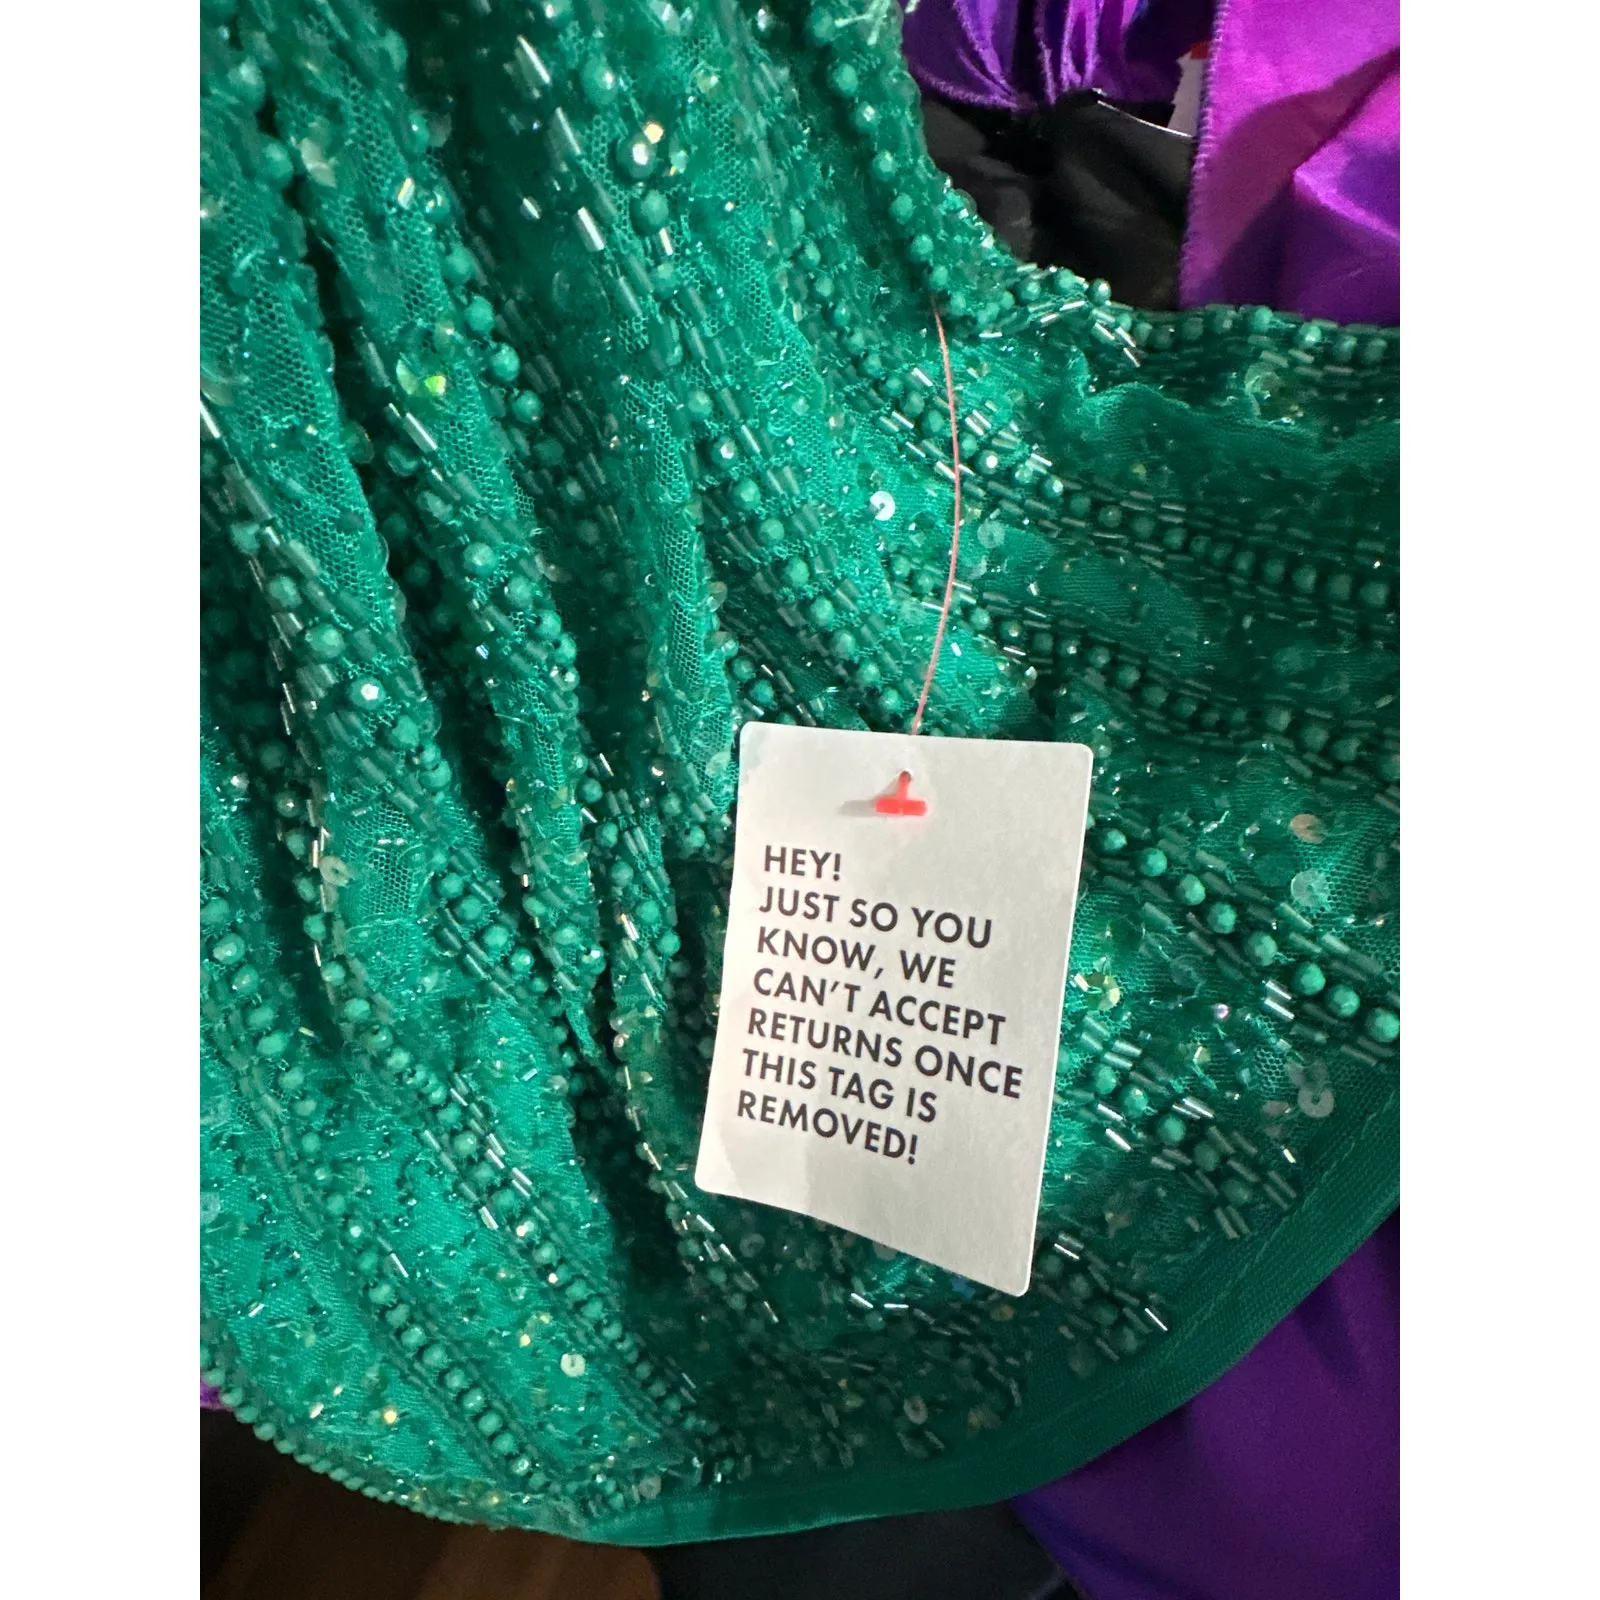 HEY!
JUST SO YOU
KNOW, WE
CAN'T ACCEPT
RETURNS ONCE
THIS TAG IS
REMOVED!